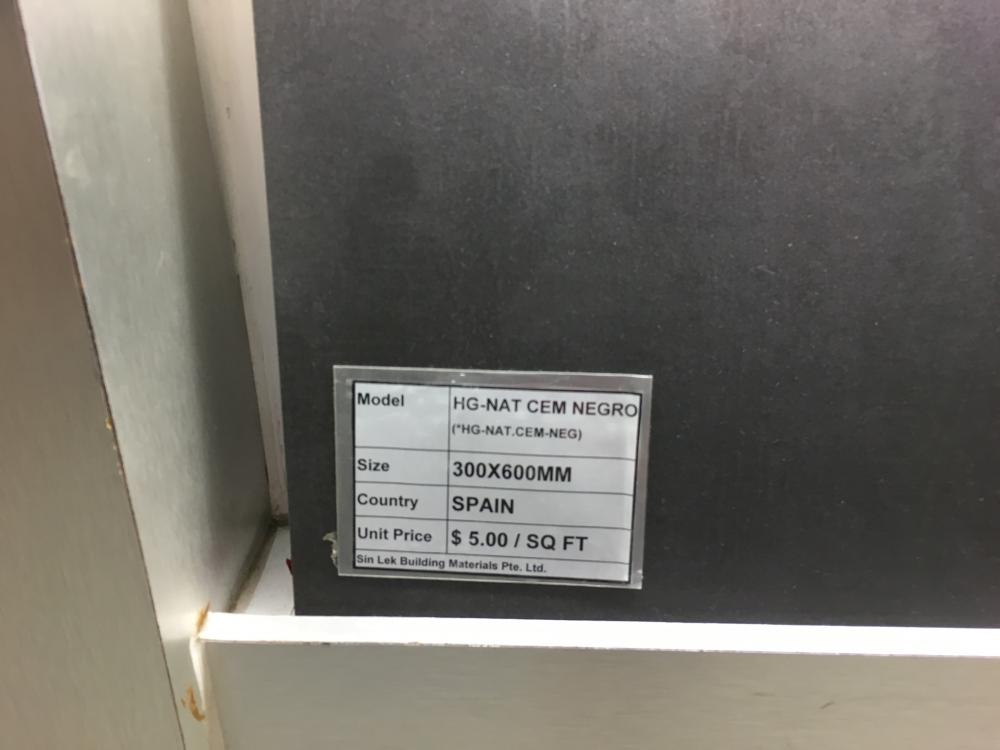 Model HG-NAT CEM NEGRO
(*HG-NAT.CEM-NEG)
Size 300X600MM
Country SPAIN
Unit Price $ 5.00 / SQ FT
Sin Lek Building Materials Pte. Ltd.